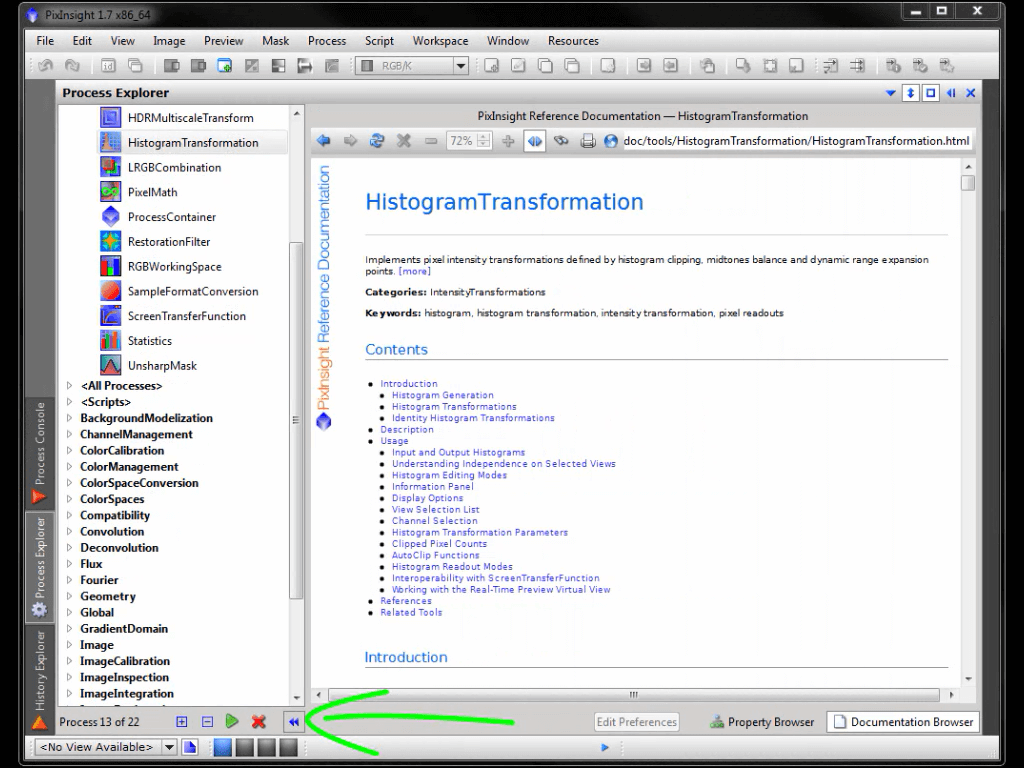 PixInsight 1.7 x86_64
File Edit View Image Preview Mask Process Script Workspace Window Resources
RGB/K
Process Explorer
HDRMultiscaleTransform
HistogramTransformation
LRGBCombination
PixelMath
ProcessContainer
RestorationFilter
RGBWorkingSpace
SampleFormatConversion
ScreenTransferFunction
Statistics
UnsharpMask
<All Processes>
<Scripts>
BackgroundModelization
ChannelManagement
ColorCalibration
ColorManagement
ColorSpaceConversion
ColorSpaces
Compatibility
Convolution
Deconvolution
Flux
Fourier
Geometry
Global
GradientDomain
Image
ImageCalibration
ImageInspection
ImageIntegration
Process 13 of 22
<No View Available>
Process Console
Process Explorer
History Explorer
PixInsight Reference Documentation — HistogramTransformation
72%
doc/tools/HistogramTransformation/HistogramTransformation.html
PixInsight Reference Documentation
HistogramTransformation
Implements pixel intensity transformations defined by histogram clipping, midtones balance and dynamic range expansion
points. [more]
Categories: IntensityTransformations
Keywords: histogram, histogram transformation, intensity transformation, pixel readouts
Contents
Introduction
Histogram Generation
Histogram Transformations
Identity Histogram Transformations
Description
Usage
Input and Output Histograms
Understanding Independence on Selected Views
Histogram Editing Modes
Information Panel
Display Options
View Selection List
Channel Selection
Histogram Transformation Parameters
Clipped Pixel Counts
AutoClip Functions
Histogram Readout Modes
Interoperability with ScreenTransferFunction
Working with the Real-Time Preview Virtual View
References
Related Tools
Introduction
Edit Preferences Property Browser Documentation Browser